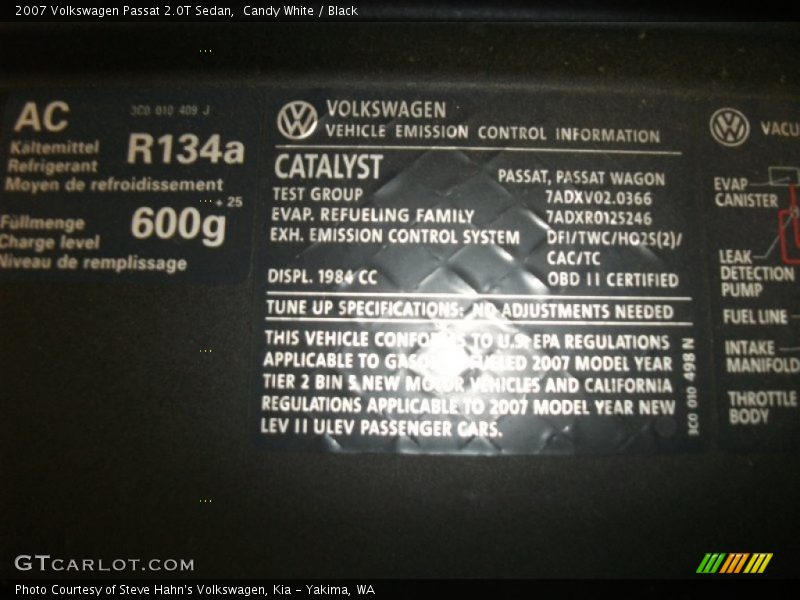 2007 Volkswagen Passat 2.0T Sedan,  Candy White / Black
AC
3C0 010 409 J
Kältemittel
Refrigerant
Moyen de refroidissement
R134a
Füllmenge
Charge level
Niveau de remplissage
600g
+ 25
VOLKSWAGEN
VEHICLE EMISSION CONTROL INFORMATION
CATALYST
PASSAT, PASSAT WAGON
TEST GROUP 7ADXV02.0366
EVAP. REFUELING FAMILY 7ADXR0125246
EXH. EMISSION CONTROL SYSTEM DFI/TWC/HO2S(2)/
CAC/TC
DISPL. 1984 CC OBD II CERTIFIED
TUNE UP SPECIFICATIONS: NO ADJUSTMENTS NEEDED
THIS VEHICLE CONFORMS TO U.S. EPA REGULATIONS
APPLICABLE TO GASOLINE FUELED 2007 MODEL YEAR
TIER 2 BIN 5 NEW MOTOR VEHICLES AND CALIFORNIA
REGULATIONS APPLICABLE TO 2007 MODEL YEAR NEW
LEV II ULEV PASSENGER CARS.
3C0 010 498 N
VACU
EVAP
CANISTER
LEAK
DETECTION
PUMP
FUEL LINE
INTAKE
MANIFOLD
THROTTLE
BODY
GTCARLOT.COM
Photo Courtesy of Steve Hahn's Volkswagen, Kia - Yakima, WA